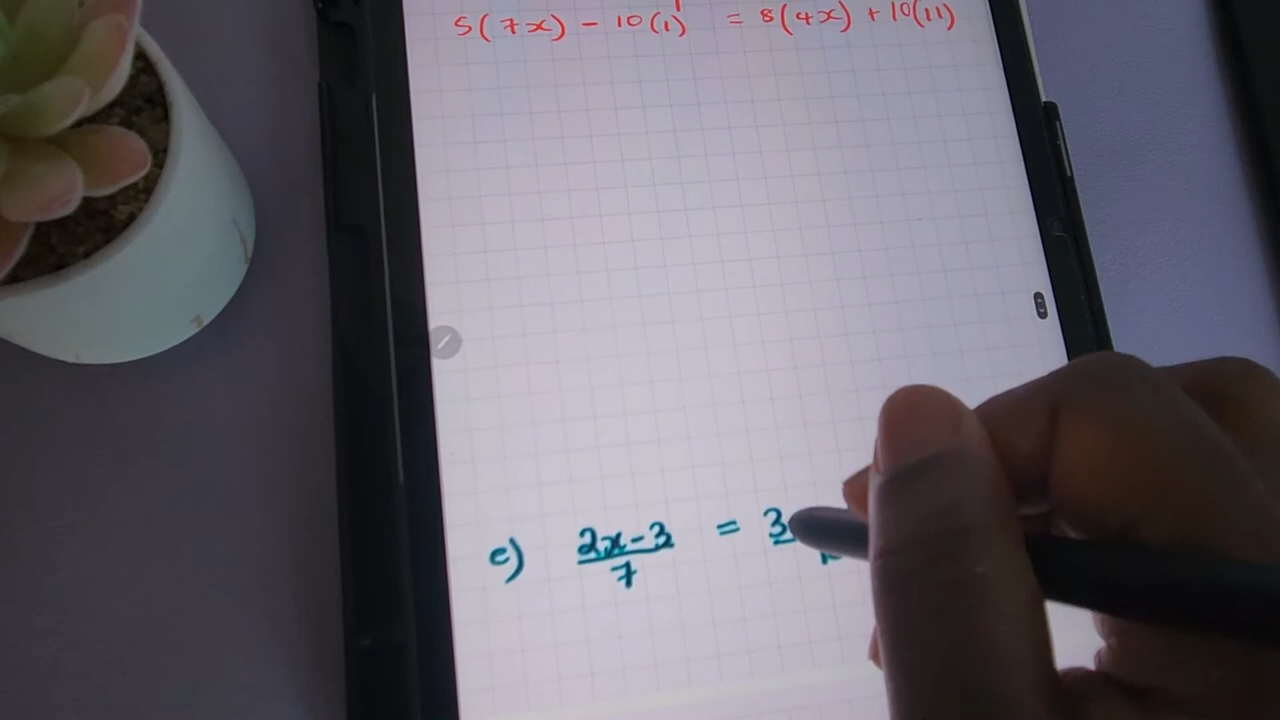 5(7x) - 10(1) = 8(4x) + 10(11)
c) 2x-3 = 3
7